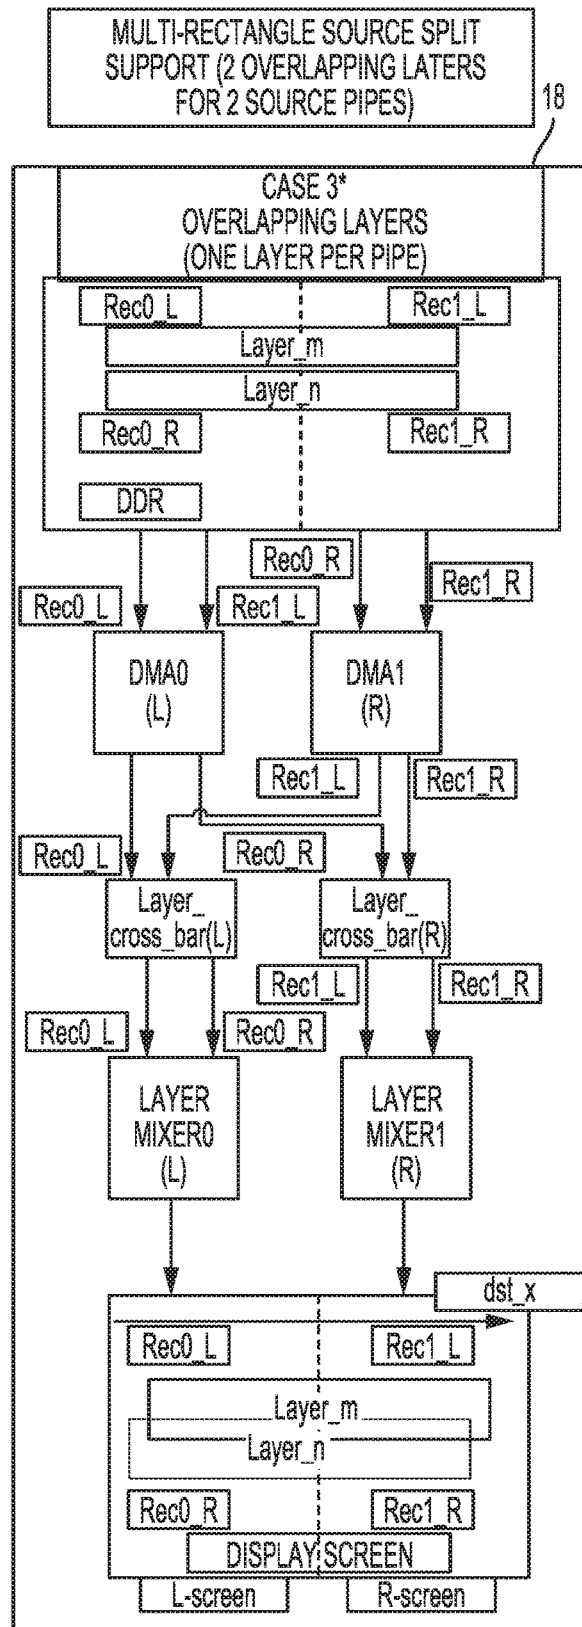 MULTI-RECTANGLE SOURCE SPLIT
SUPPORT (2 OVERLAPPING LATERS
FOR 2 SOURCE PIPES)
18
CASE 3*
OVERLAPPING LAYERS
(ONE LAYER PER PIPE)
Rec0_L Rec1_L
Layer_m
Layer_n
Rec0_R Rec1_R
DDR
Rec0_R
Rec1_R
Rec0_L Rec1_L
DMA0 DMA1
(L) (R)
Rec1_L Rec1_R
Rec0_L Rec0_R
Layer_ Layer_
cross_bar(L) cross_bar(R)
Rec1_L Rec1_R
Rec0_L Rec0_R
LAYER LAYER
MIXER0 MIXER1
(L) (R)
dst_x
Rec0_L Rec1_L
Layer_m
Layer_n
Rec0_R Rec1_R
DISPLAY SCREEN
L-screen R-screen